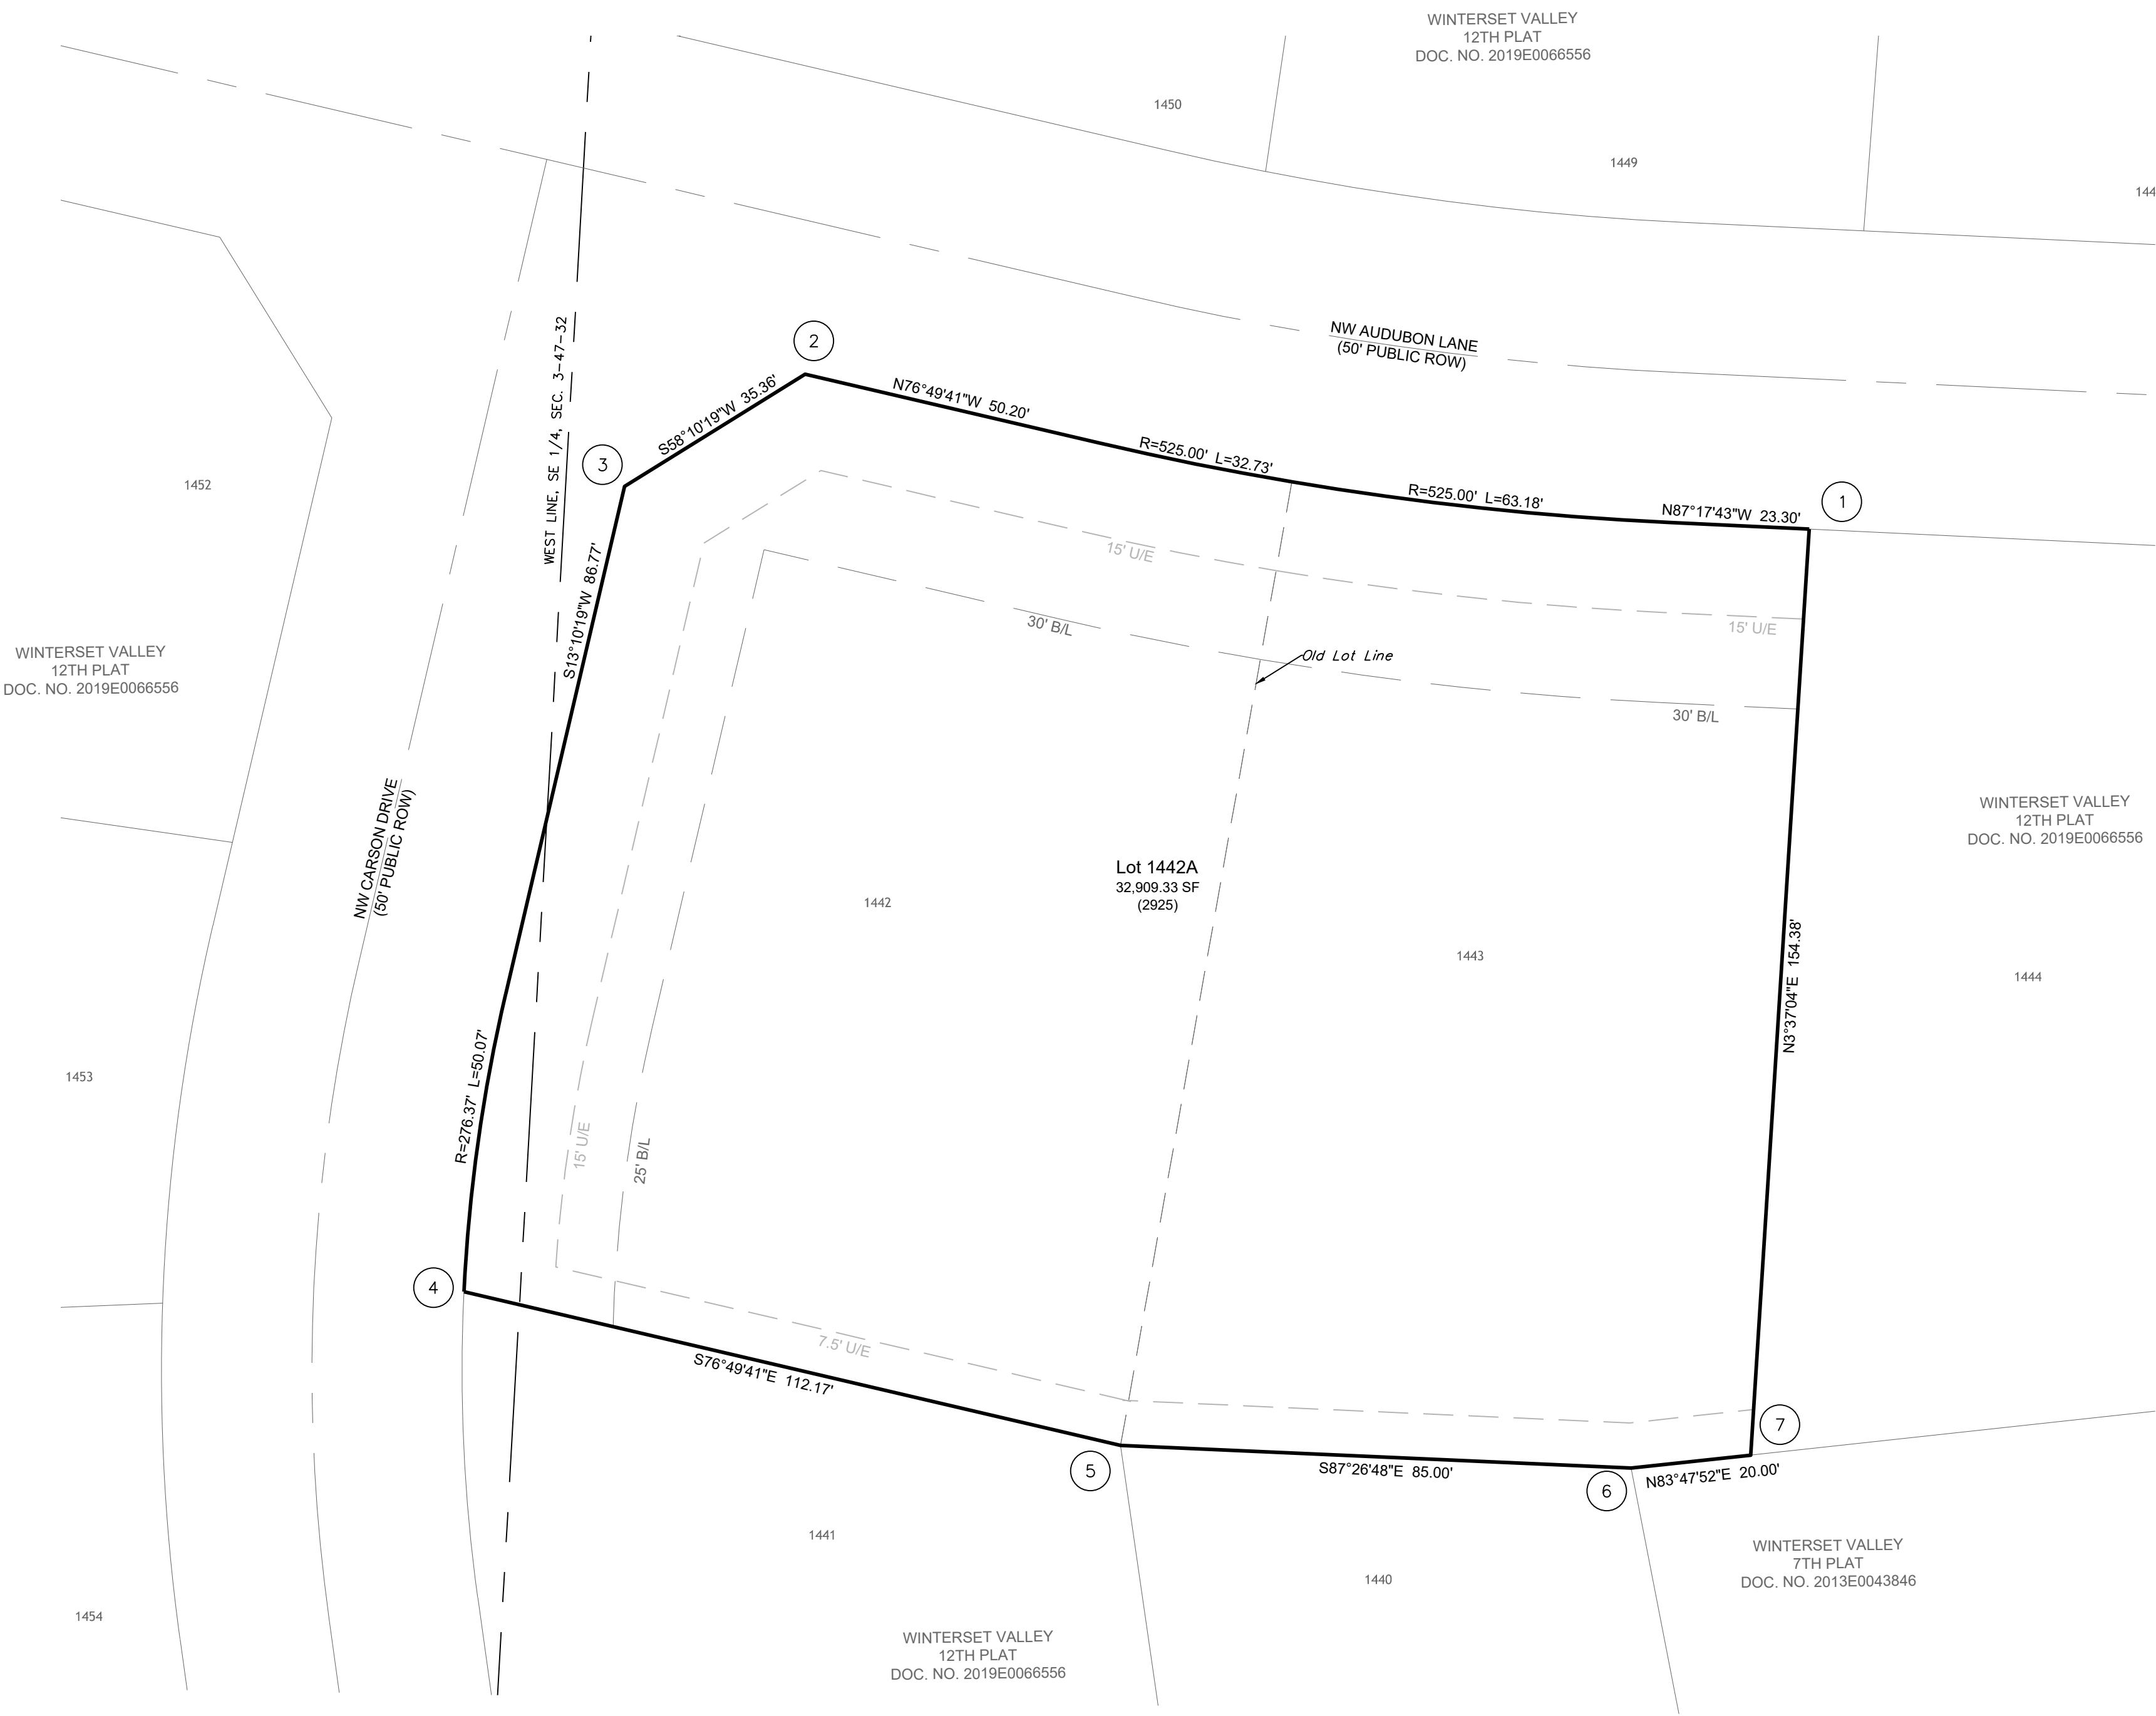 WINTERSET VALLEY
12TH PLAT
DOC. NO. 2019E0066556
1450
1449
NW AUDUBON LANE
(50' PUBLIC ROW)
WEST LINE, SE 1/4, SEC. 3-47-32
2
N76°49'41"W 50.20'
S58°10'19"W 35.36'
3
R=525.00' L=32.73'
R=525.00' L=63.18'
N87°17'43"W 23.30'
1
1452
15' U/E
15' U/E
30' B/L
30' B/L
Old Lot Line
S13°10'19"W 86.77'
WINTERSET VALLEY
12TH PLAT
DOC. NO. 2019E0066556
NW CARSON DRIVE
(50' PUBLIC ROW)
Lot 1442A
32,909.33 SF
(2925)
1442
1443
WINTERSET VALLEY
12TH PLAT
DOC. NO. 2019E0066556
N3°37'04"E 154.38'
1444
1453
R=276.37' L=50.07'
15' U/E
25' B/L
4
7.5' U/E
S76°49'41"E 112.17'
5
S87°26'48"E 85.00'
6
N83°47'52"E 20.00'
7
1441
1440
1454
WINTERSET VALLEY
7TH PLAT
DOC. NO. 2013E0043846
WINTERSET VALLEY
12TH PLAT
DOC. NO. 2019E0066556